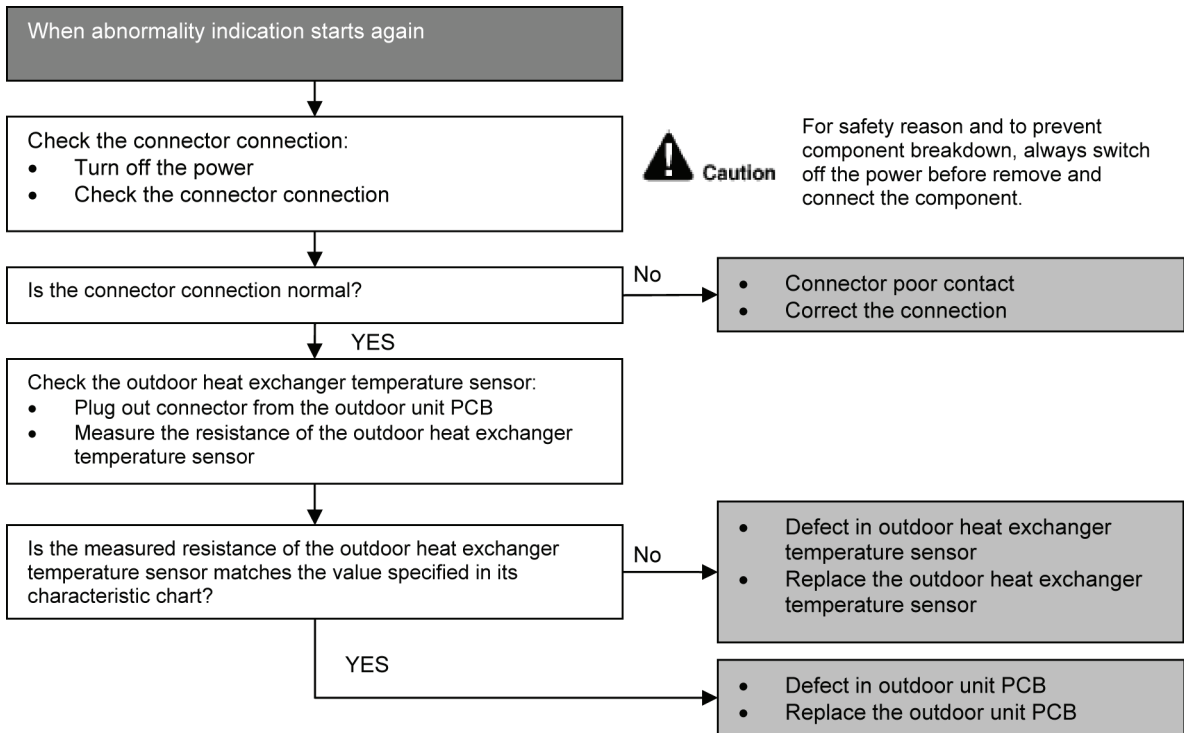 When abnormality indication starts again
Check the connector connection:
• Turn off the power
• Check the connector connection
Caution
For safety reason and to prevent
component breakdown, always switch
off the power before remove and
connect the component.
Is the connector connection normal?
No
• Connector poor contact
• Correct the connection
YES
Check the outdoor heat exchanger temperature sensor:
• Plug out connector from the outdoor unit PCB
• Measure the resistance of the outdoor heat exchanger
temperature sensor
Is the measured resistance of the outdoor heat exchanger
temperature sensor matches the value specified in its
characteristic chart?
No
• Defect in outdoor heat exchanger
temperature sensor
• Replace the outdoor heat exchanger
temperature sensor
YES
• Defect in outdoor unit PCB
• Replace the outdoor unit PCB